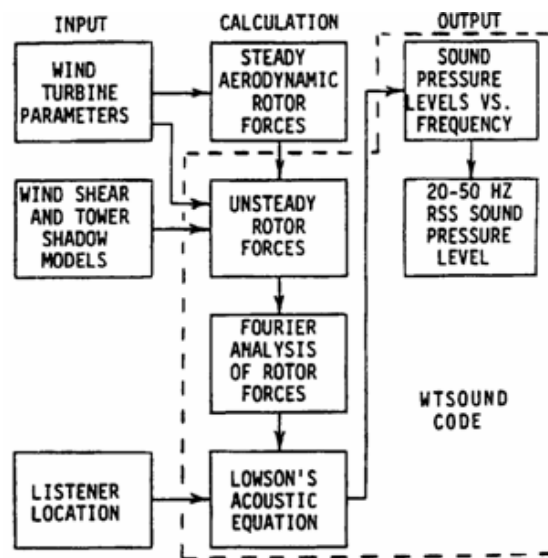 INPUT
CALCULATION
OUTPUT
WIND
TURBINE
PARAMETERS
STEADY
AERODYNAMIC
ROTOR
FORCES
SOUND
PRESSURE
LEVELS VS.
FREQUENCY
WIND SHEAR
AND TOWER
SHADOW
MODELS
UNSTEADY
ROTOR
FORCES
20-50 HZ
RSS SOUND
PRESSURE
LEVEL
FOURIER
ANALYSIS
OF ROTOR
FORCES
WTSOUND
CODE
LISTENER
LOCATION
LOWSON'S
ACOUSTIC
EQUATION